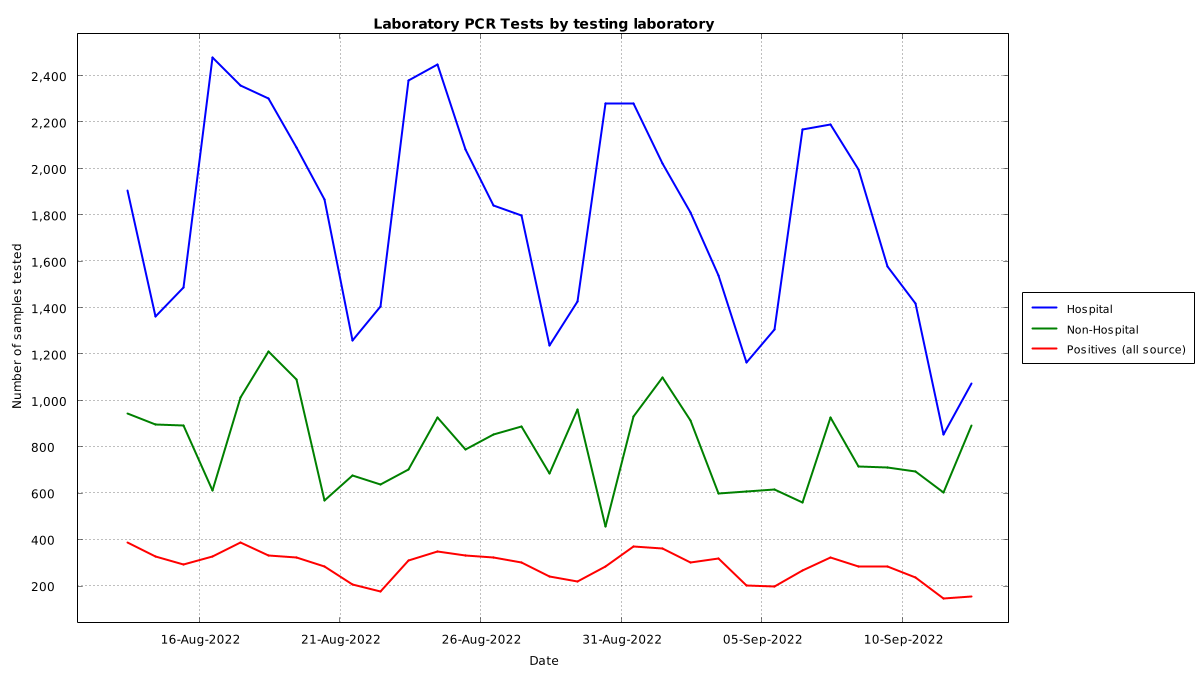 Laboratory PCR Tests by testing laboratory
2,400
2,200
2,000
1,800
1,600
1,400
1,200
1,000
800
600
400
200
Number of samples tested
16-Aug-2022
21-Aug-2022
26-Aug-2022
31-Aug-2022
05-Sep-2022
10-Sep-2022
Date
Hospital
Non-Hospital
Positives (all source)